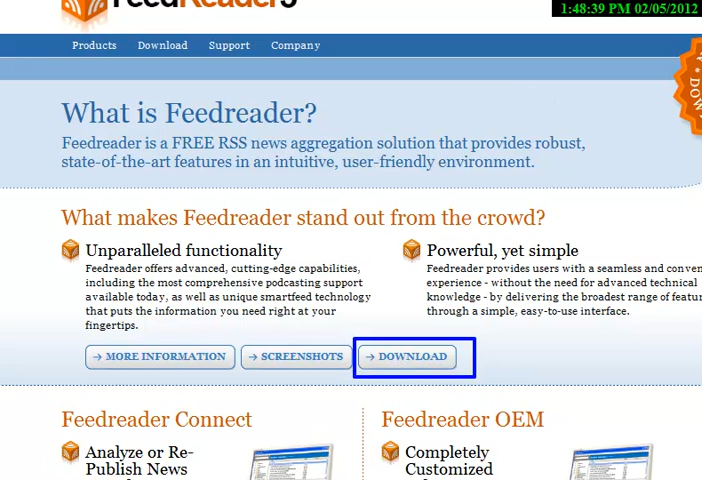 FeedReader3
1:48:39 PM 02/05/2012
Products Download Support Company
DOW
What is Feedreader?
Feedreader is a FREE RSS news aggregation solution that provides robust,
state-of-the-art features in an intuitive, user-friendly environment.
What makes Feedreader stand out from the crowd?
Unparalleled functionality
Feedreader offers advanced, cutting-edge capabilities,
including the most comprehensive podcasting support
available today, as well as unique smartfeed technology
that puts the information you need right at your
fingertips.
Powerful, yet simple
Feedreader provides users with a seamless and conven
experience - without the need for advanced technical
knowledge - by delivering the broadest range of featur
through a simple, easy-to-use interface.
→ MORE INFORMATION → SCREENSHOTS → DOWNLOAD
Feedreader Connect
Analyze or Re-
Publish News
Feedreader OEM
Completely
Customized